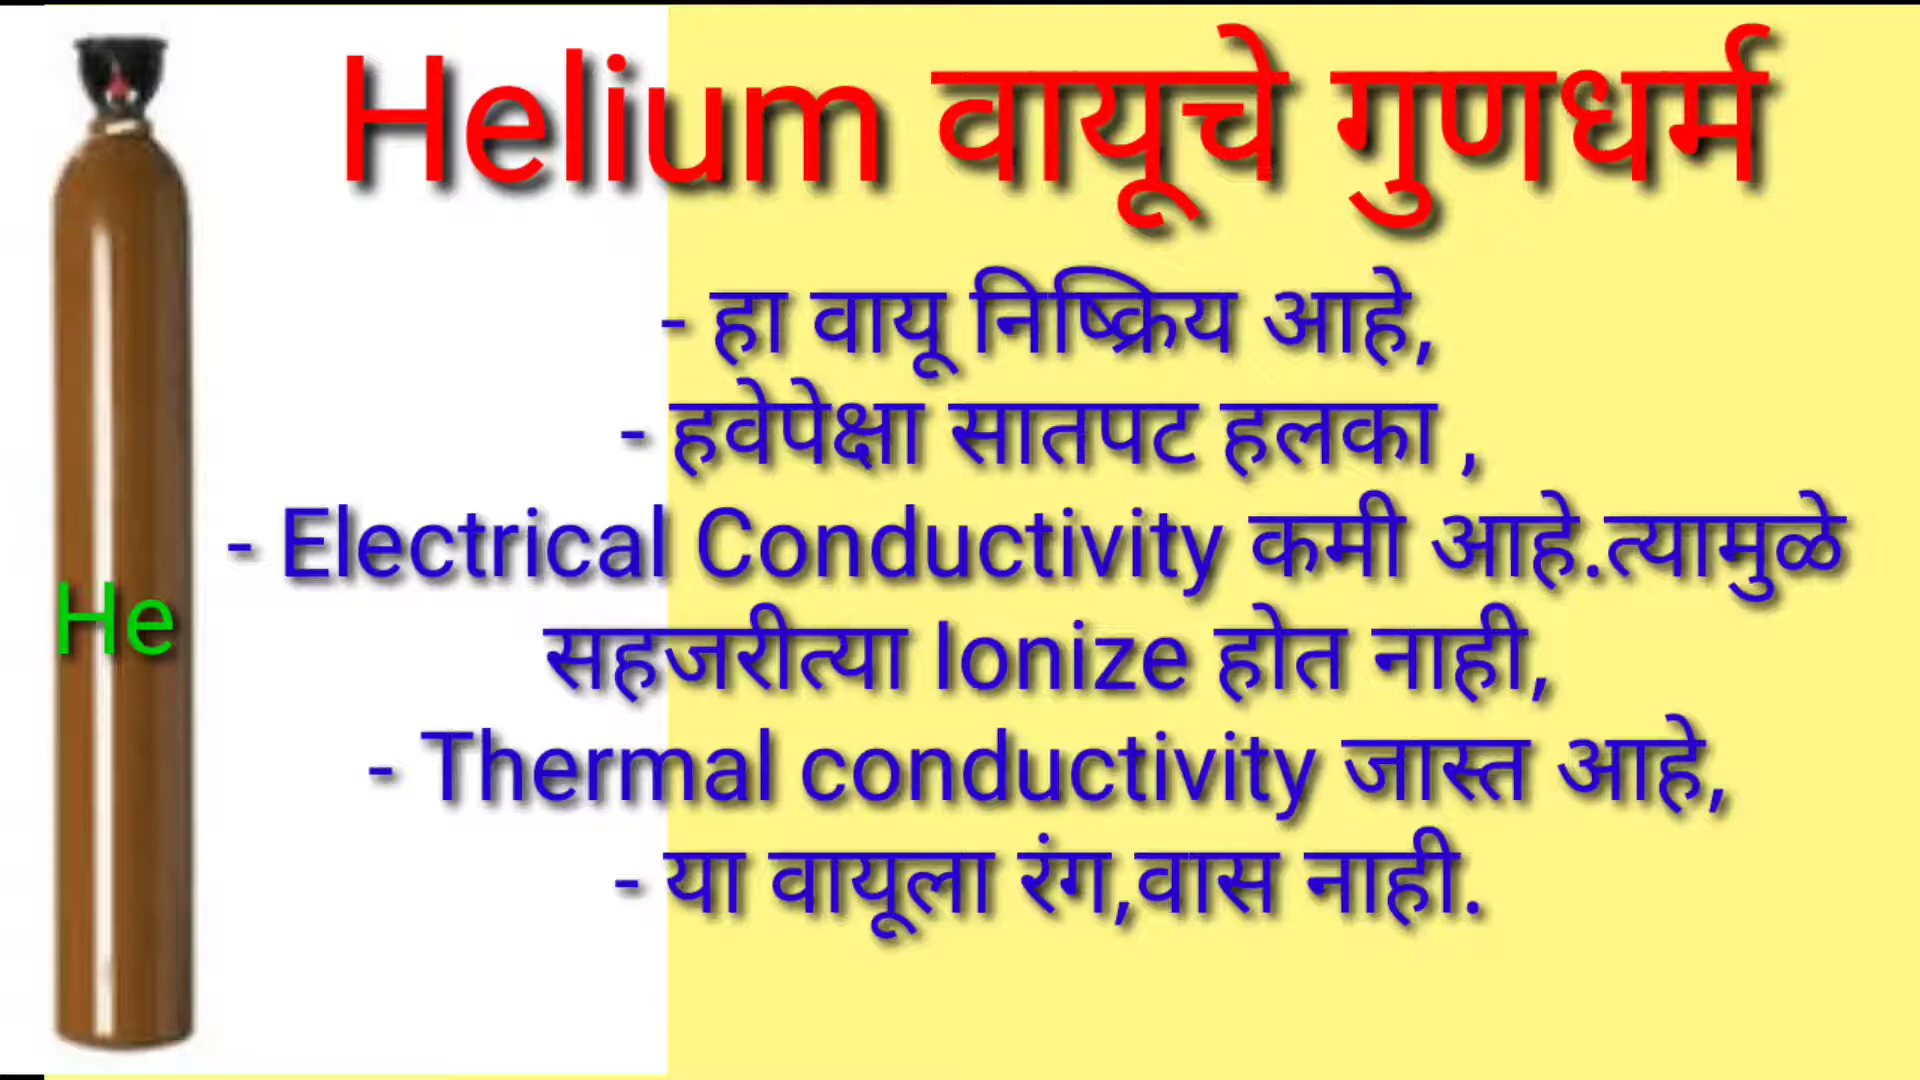 Helium वायूचे गुणधर्म
- हा वायू निष्क्रिय आहे,
- हवेपेक्षा सातपट हलका ,
- Electrical Conductivity कमी आहे.त्यामुळे
सहजरीत्या Ionize होत नाही,
He
- Thermal conductivity जास्त आहे,
- या वायूला रंग,वास नाही.